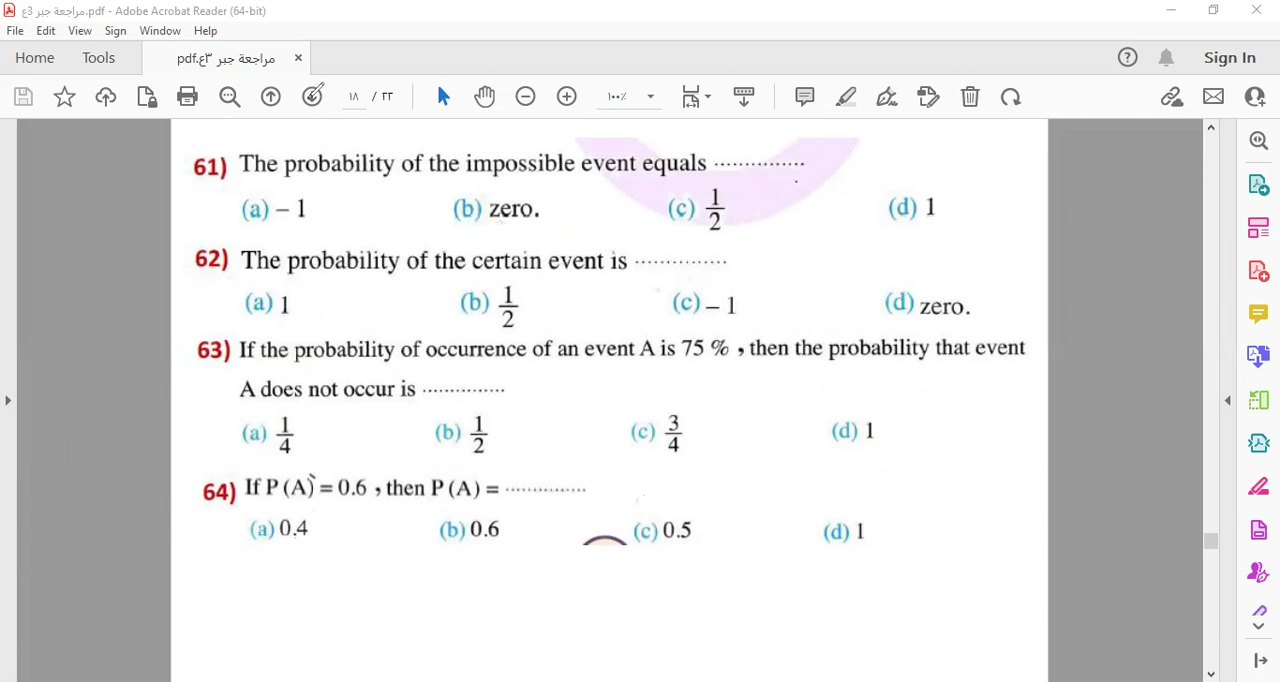 مراجعة جبر 3ع.pdf - Adobe Acrobat Reader (64-bit)
File Edit View Sign Window Help
Home Tools مراجعة جبر ٣ع.pdf × Sign In
١٨ / ٢٢ ١٠٠٪
61) The probability of the impossible event equals ···············
(a) – 1 (b) zero. (c) 1/2 (d) 1
62) The probability of the certain event is ···············
(a) 1 (b) 1/2 (c) – 1 (d) zero.
63) If the probability of occurrence of an event A is 75 % , then the probability that event
A does not occur is ··············
(a) 1/4 (b) 1/2 (c) 3/4 (d) 1
64) If P (A`) = 0.6 , then P (A) = ··············
(a) 0.4 (b) 0.6 (c) 0.5 (d) 1